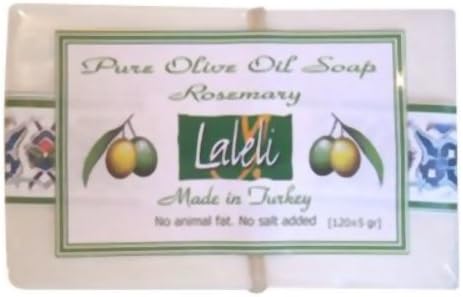 Pure Olive Oil Soap
Rosemary
Laleli
Made in Turkey
No animal fat. No salt added [120±5 gr]